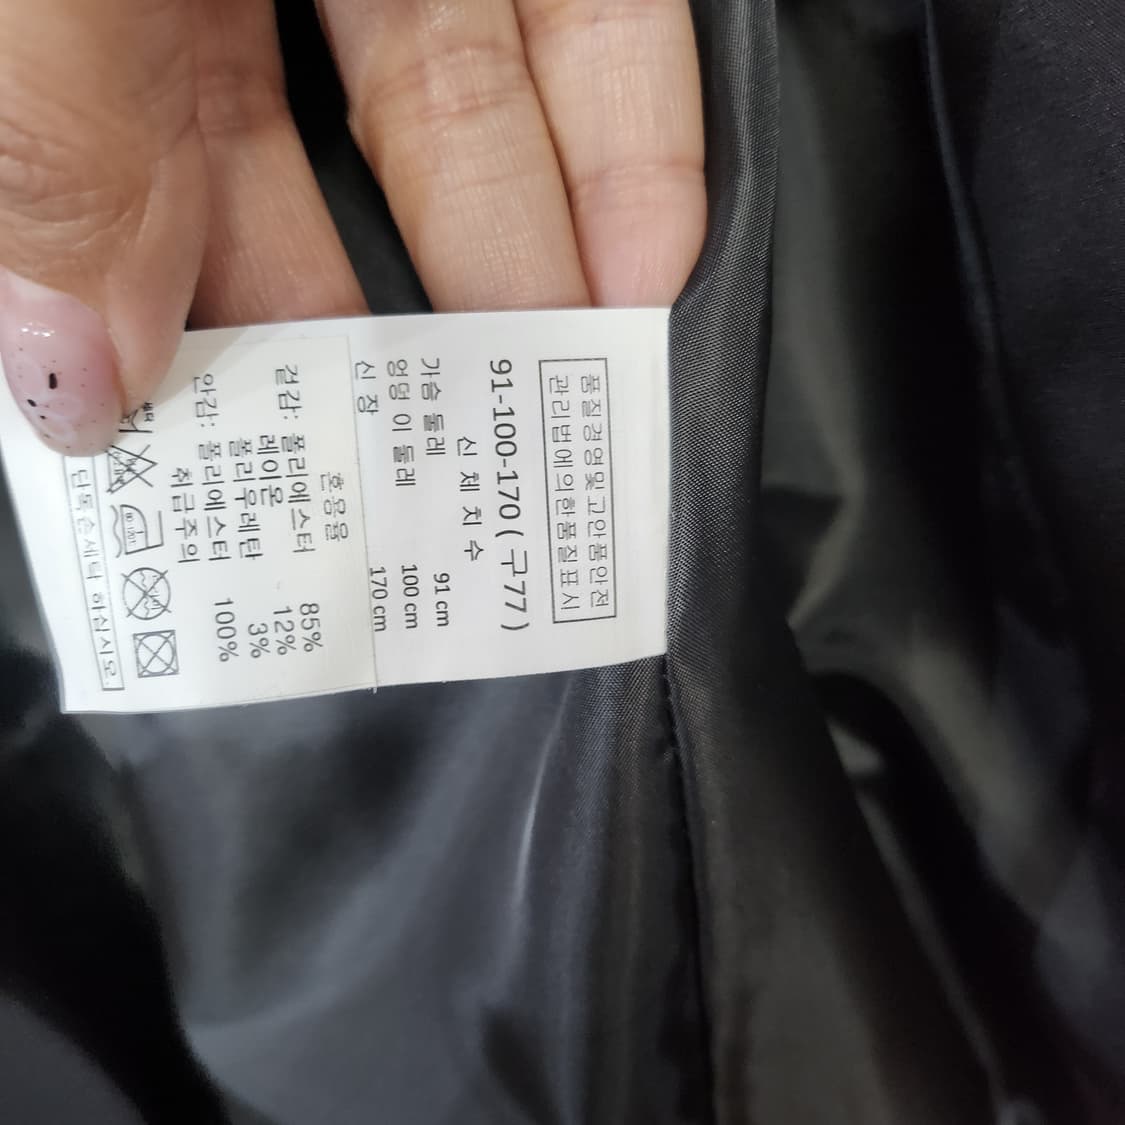 품질경영및공산품안전
관리법에의한품질표시
91-100-170 ( 구77 )
신 체 치 수
가슴 둘레 91 cm
엉덩 이 둘레 100 cm
신 장 170 cm
혼용율
겉감: 폴리에스터 85%
레이온 12%
폴리우레탄 3%
안감: 폴리에스터 100%
취급주의
단독손세탁 하십시오.